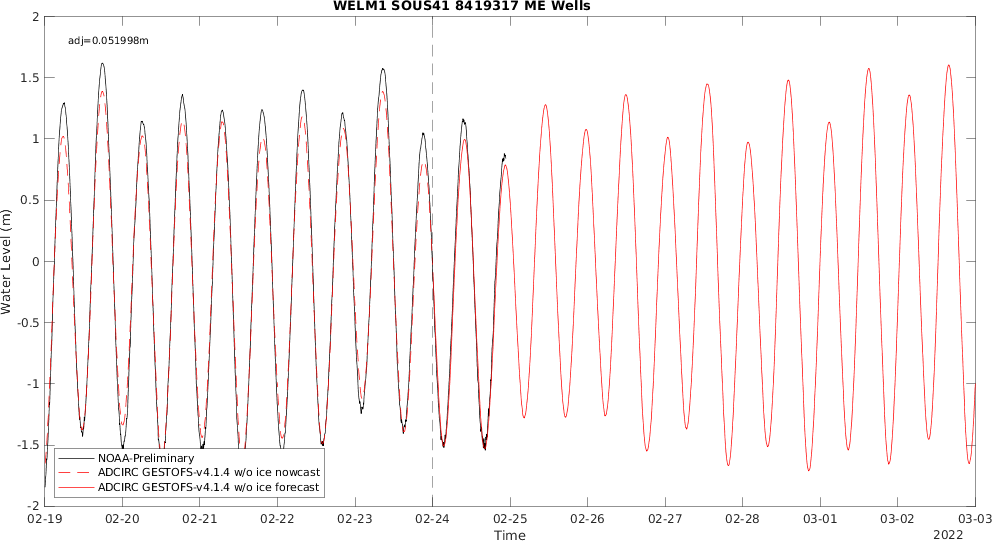 WELM1 SOUS41 8419317 ME Wells
adj=0.051998m
2
1.5
1
0.5
0
-0.5
-1
-1.5
-2
Water Level (m)
NOAA-Preliminary
ADCIRC GESTOFS-v4.1.4 w/o ice nowcast
ADCIRC GESTOFS-v4.1.4 w/o ice forecast
02-19 02-20 02-21 02-22 02-23 02-24 02-25 02-26 02-27 02-28 03-01 03-02 03-03
Time
2022